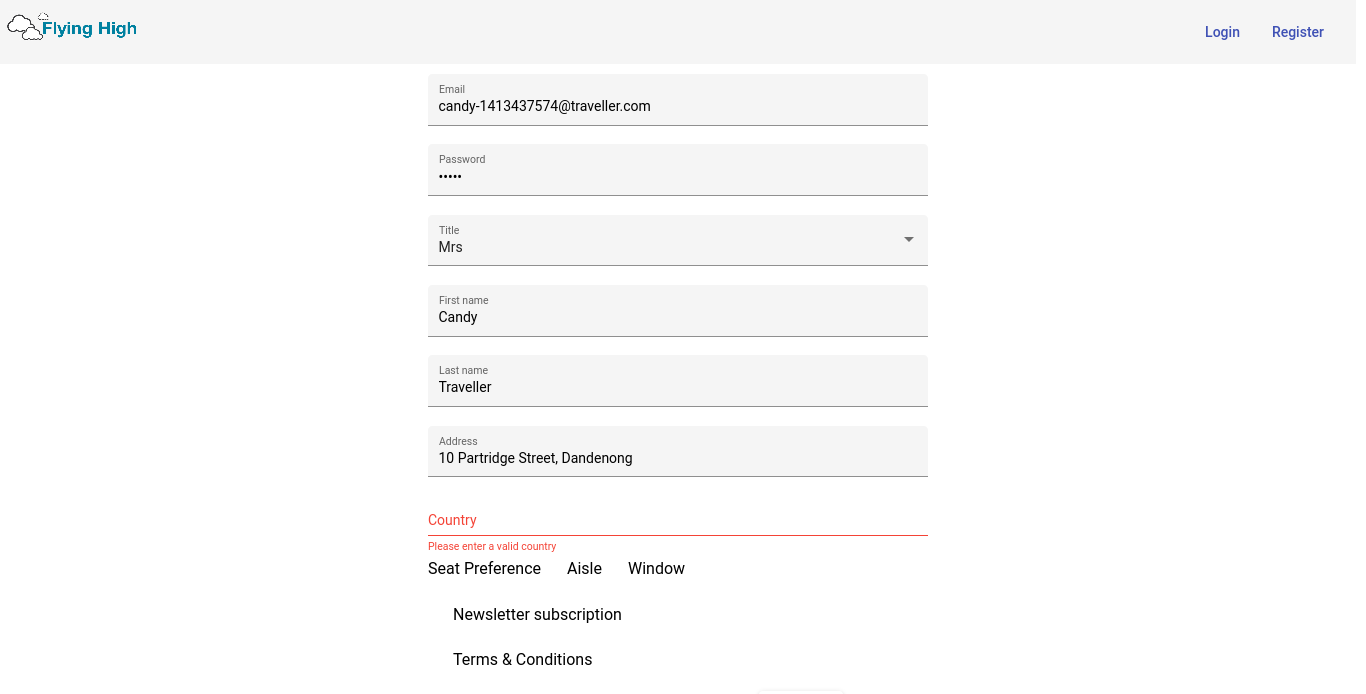 Flying High
Login Register
Email
candy-1413437574@traveller.com
Password
•••••
Title
Mrs
First name
Candy
Last name
Traveller
Address
10 Partridge Street, Dandenong
Country
Please enter a valid country
Seat Preference Aisle Window
Newsletter subscription
Terms & Conditions